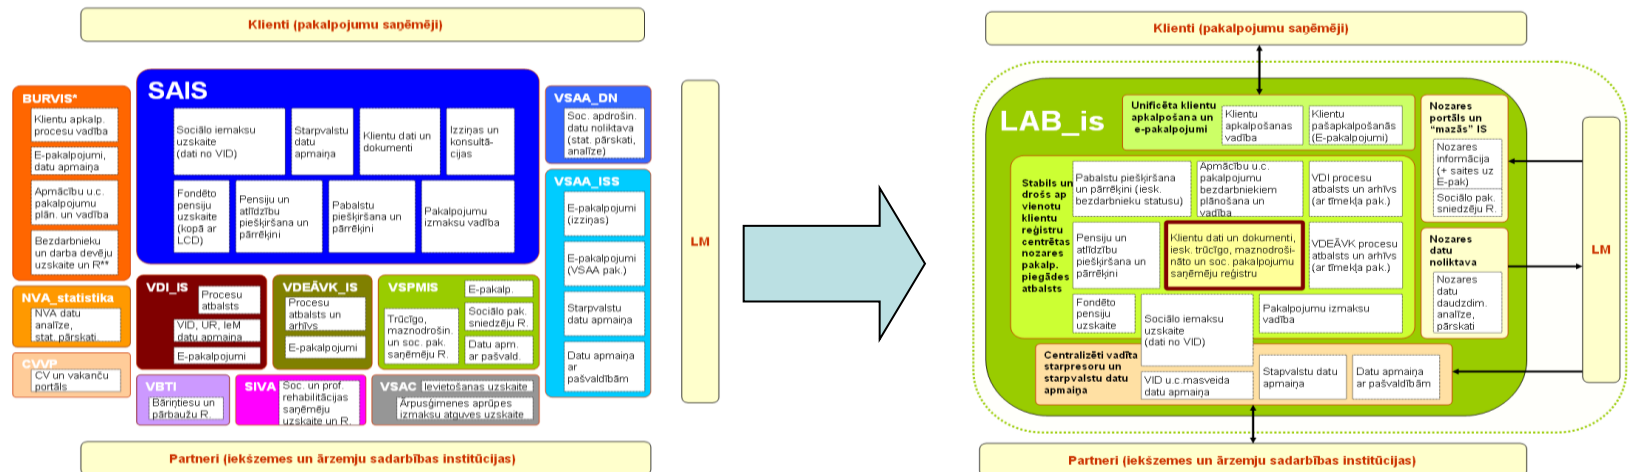 Klienti (pakalpojumu saņēmēji)
BURVIS*
Klientu apkalp.
procesu vadība
E-pakalpojumi,
datu apmaiņa
Apmācību u.c.
pakalpojumu
plān. un vadība
Bezdarbnieku
un darba devēju
uzskaite un R**
SAIS
Sociālo iemaksu
uzskaite
(dati no VID)
Starpvalstu
datu
apmaiņa
Klientu dati un
dokumenti
Izziņas un
konsultā-
cijas
Fondēto
pensiju
uzskaite
(kopā ar
LCD)
Pensiju un
atlīdzību
piešķiršana un
pārrēķini
Pabalstu
piešķiršana un
pārrēķini
Pakalpojumu
izmaksu vadība
VSAA_DN
Soc. apdrošin.
datu noliktava
(stat. pārskati,
analīze)
VSAA_ISS
E-pakalpojumi
(izziņas)
E-pakalpojumi
(VSAA pak.)
Starpvalstu
datu apmaiņa
Datu apmaiņa
ar
pašvaldībām
NVA_statistika
NVA datu
analīze,
stat. pārskati.
CVVP
CV un vakanču
portāls
VDI_IS
Procesu
atbalsts
VID, UR, IeM
datu apmaiņa
E-pakalpojumi
VDEĀVK_IS
Procesu
atbalsts un
arhīvs
E-pakalpojumi
VSPMIS
Trūcīgo,
maznodrošin.
un soc. pak.
saņēmēju R.
E-pakalp.
Sociālo pak.
sniedzēju R.
Datu apm.
ar pašvald.
VBTI
Bāriņtiesu un
pārbaužu R.
SIVA
Soc. un prof.
rehabilitācijas
saņēmēju
uzskaite un R.
VSAC
Ievietošanas uzskaite
Ārpusģimenes aprūpes
izmaksu atguves uzskaite
LM
Partneri (iekšzemes un ārzemju sadarbības institūcijas)
Klienti (pakalpojumu saņēmēji)
LAB_is
Unificēta klientu
apkalpošana un
e-pakalpojumi
Klientu
apkalpošanas
vadība
Klientu
pašapkalpošanās
(E-pakalpojumi)
Nozares
portāls un
“mazās” IS
Nozares
informācija
(+ saites uz
E-pak)
Sociālo pak.
sniedzēju R.
Stabils un
drošs ap
vienotu
klientu
reģistru
centrētas
nozares
pakalp.
piegādes
atbalsts
Pabalstu piešķiršana
un pārrēķini (iesk.
bezdarbnieku statusu)
Apmācību u.c.
pakalpojumu
bezdarbniekiem
plānošana un
vadība
VDI procesu
atbalsts un arhīvs
(ar tīmekļa pak.)
Pensiju un
atlīdzību
piešķiršana un
pārrēķini
Klientu dati un dokumenti,
iesk. trūcīgo, maznodroši-
nāto un soc. pakalpojumu
saņēmēju reģistru
VDEĀVK procesu
atbalsts un arhīvs
(ar tīmekļa pak.)
Fondēto
pensiju
uzskaite
Sociālo iemaksu
uzskaite
(dati no VID)
Pakalpojumu izmaksu
vadība
Nozares
datu
noliktava
Nozares
datu
daudzdim.
analīze,
pārskati
Centralizēti vadīta
starpresoru un
starpvalstu datu
apmaiņa
VID u.c.masveida
datu apmaiņa
Stapvalstu datu
apmaiņa
Datu apmaiņa
ar pašvaldībām
LM
Partneri (iekšzemes un ārzemju sadarbības institūcijas)